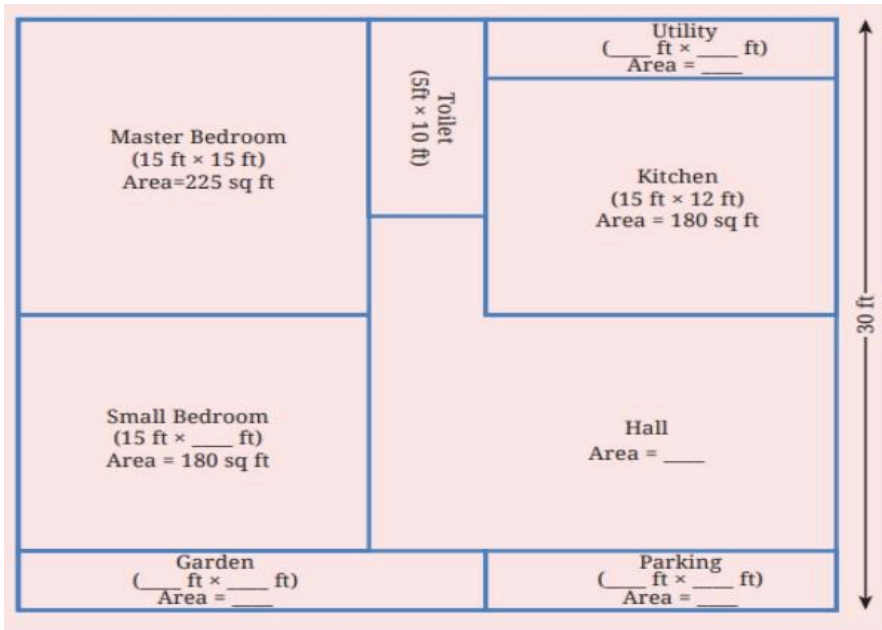 Master Bedroom
(15 ft × 15 ft)
Area=225 sq ft
Toilet
(5ft × 10 ft)
Utility
(____ ft × ____ ft)
Area = ____
Kitchen
(15 ft × 12 ft)
Area = 180 sq ft
30 ft
Small Bedroom
(15 ft × ____ ft)
Area = 180 sq ft
Hall
Area = ____
Garden
(____ ft × ____ ft)
Area = ____
Parking
(____ ft × ____ ft)
Area = ____